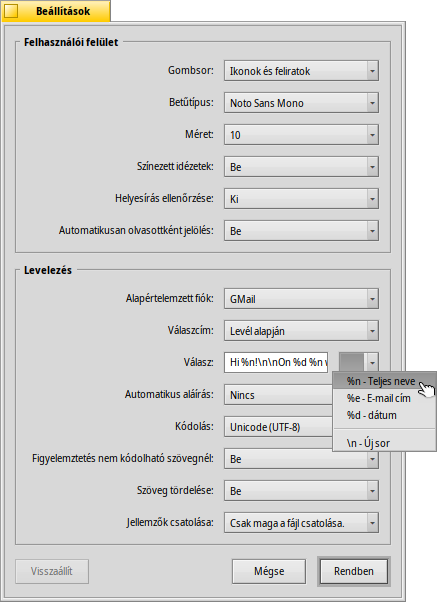 Beállítások
Felhasználói felület
Gombsor: Ikonok és feliratok
Betűtípus: Noto Sans Mono
Méret: 10
Színezett idézetek: Be
Helyesírás ellenőrzése: Ki
Automatikusan olvasottként jelölés: Be
Levelezés
Alapértelmezett fiók: GMail
Válaszcím: Levél alapján
Válasz: Hi %n!\n\nOn %d %n
%n - Teljes neve
Automatikus aláírás: Nincs
%e - E-mail cím
%d - dátum
Kódolás: Unicode (UTF-8)
\n - Új sor
Figyelemztetés nem kódolható szövegnél: Be
Szöveg tördelése: Be
Jellemzők csatolása: Csak maga a fájl csatolása.
Visszaállít Mégse Rendben